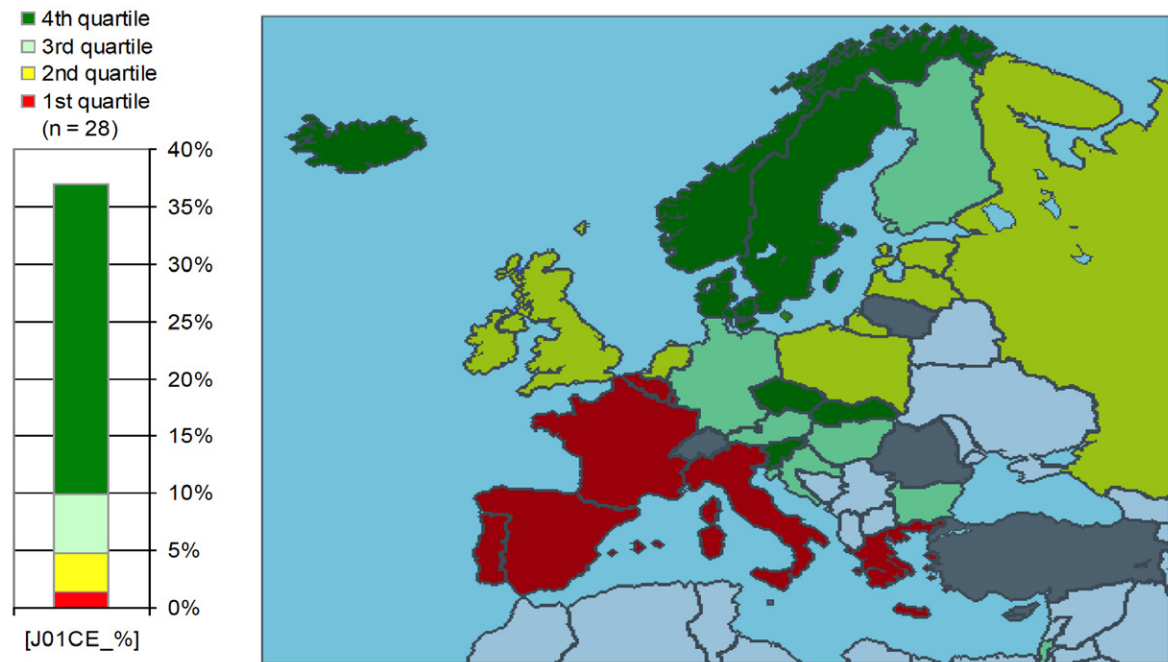 4th quartile
3rd quartile
2nd quartile
1st quartile
(n = 28)
40%
35%
30%
25%
20%
15%
10%
5%
0%
[J01CE_%]